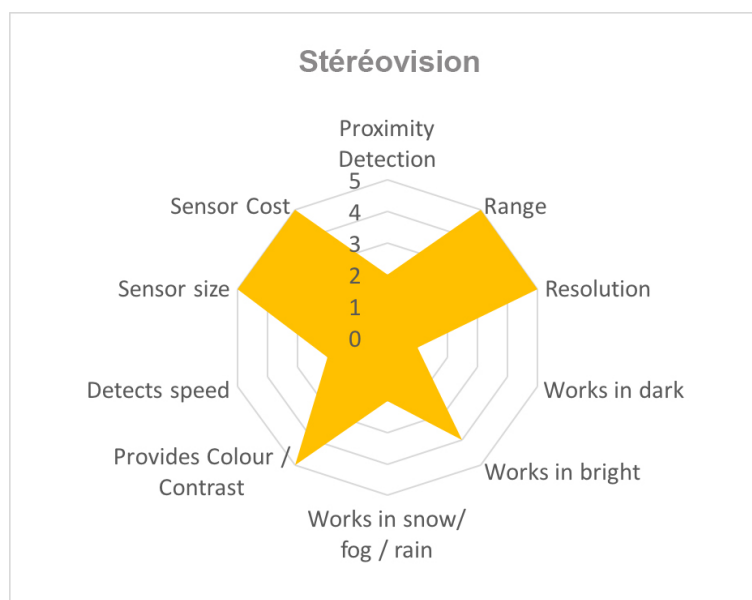 Stéréovision
Proximity
Detection
5
4
3
2
1
0
Sensor Cost
Range
Sensor size
Resolution
Detects speed
Works in dark
Provides Colour /
Contrast
Works in bright
Works in snow/
fog / rain